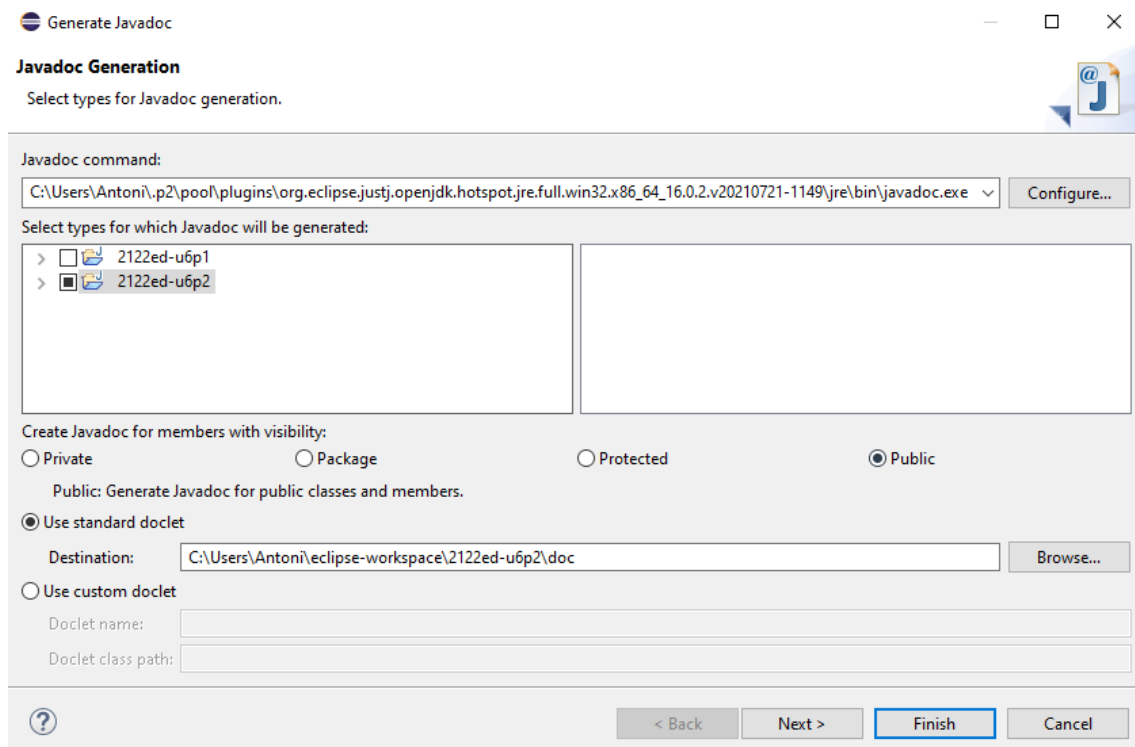 Generate Javadoc
Javadoc Generation
Select types for Javadoc generation.
@
J
Javadoc command:
C:\Users\Antoni\.p2\pool\plugins\org.eclipse.justj.openjdk.hotspot.jre.full.win32.x86_64_16.0.2.v20210721-1149\jre\bin\javadoc.exe
Configure...
Select types for which Javadoc will be generated:
2122ed-u6p1
2122ed-u6p2
Create Javadoc for members with visibility:
Private Package Protected Public
Public: Generate Javadoc for public classes and members.
Use standard doclet
Destination: C:\Users\Antoni\eclipse-workspace\2122ed-u6p2\doc Browse...
Use custom doclet
Doclet name:
Doclet class path:
? < Back Next > Finish Cancel